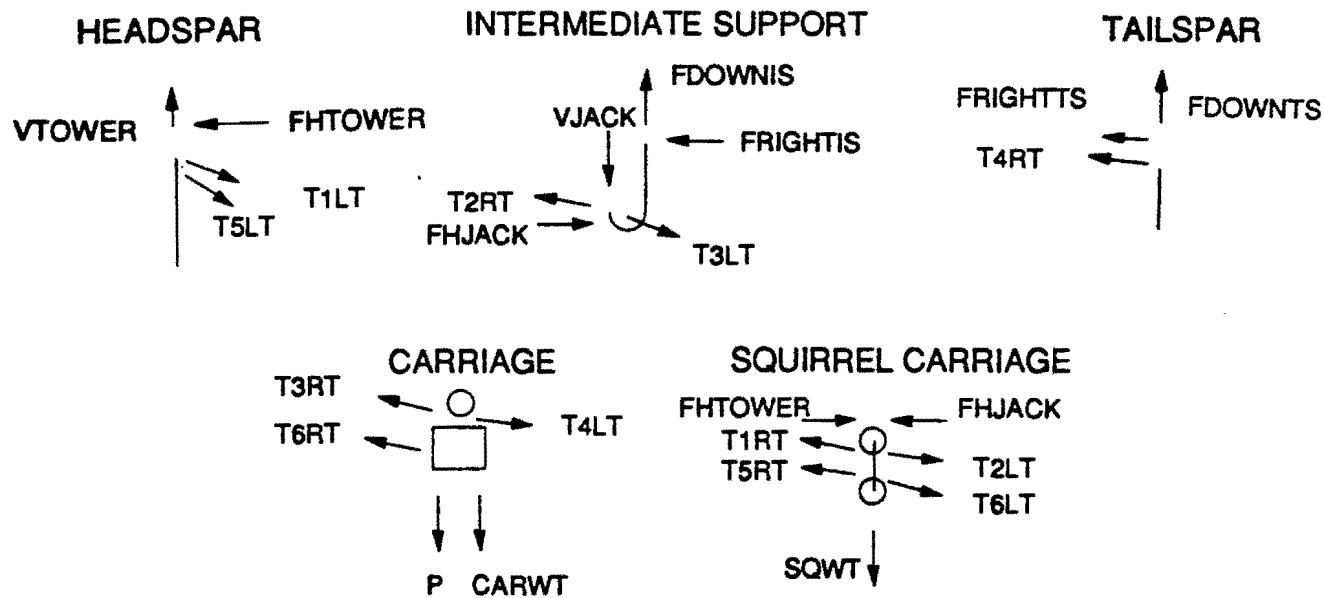 HEADSPAR
INTERMEDIATE SUPPORT
TAILSPAR
VTOWER
FHTOWER
T1LT
T5LT
FDOWNIS
VJACK
FRIGHTIS
T2RT
FHJACK
T3LT
FRIGHTTS
FDOWNTS
T4RT
CARRIAGE
T3RT
T4LT
T6RT
P CARWT
SQUIRREL CARRIAGE
FHTOWER
FHJACK
T1RT
T2LT
T5RT
T6LT
SQWT